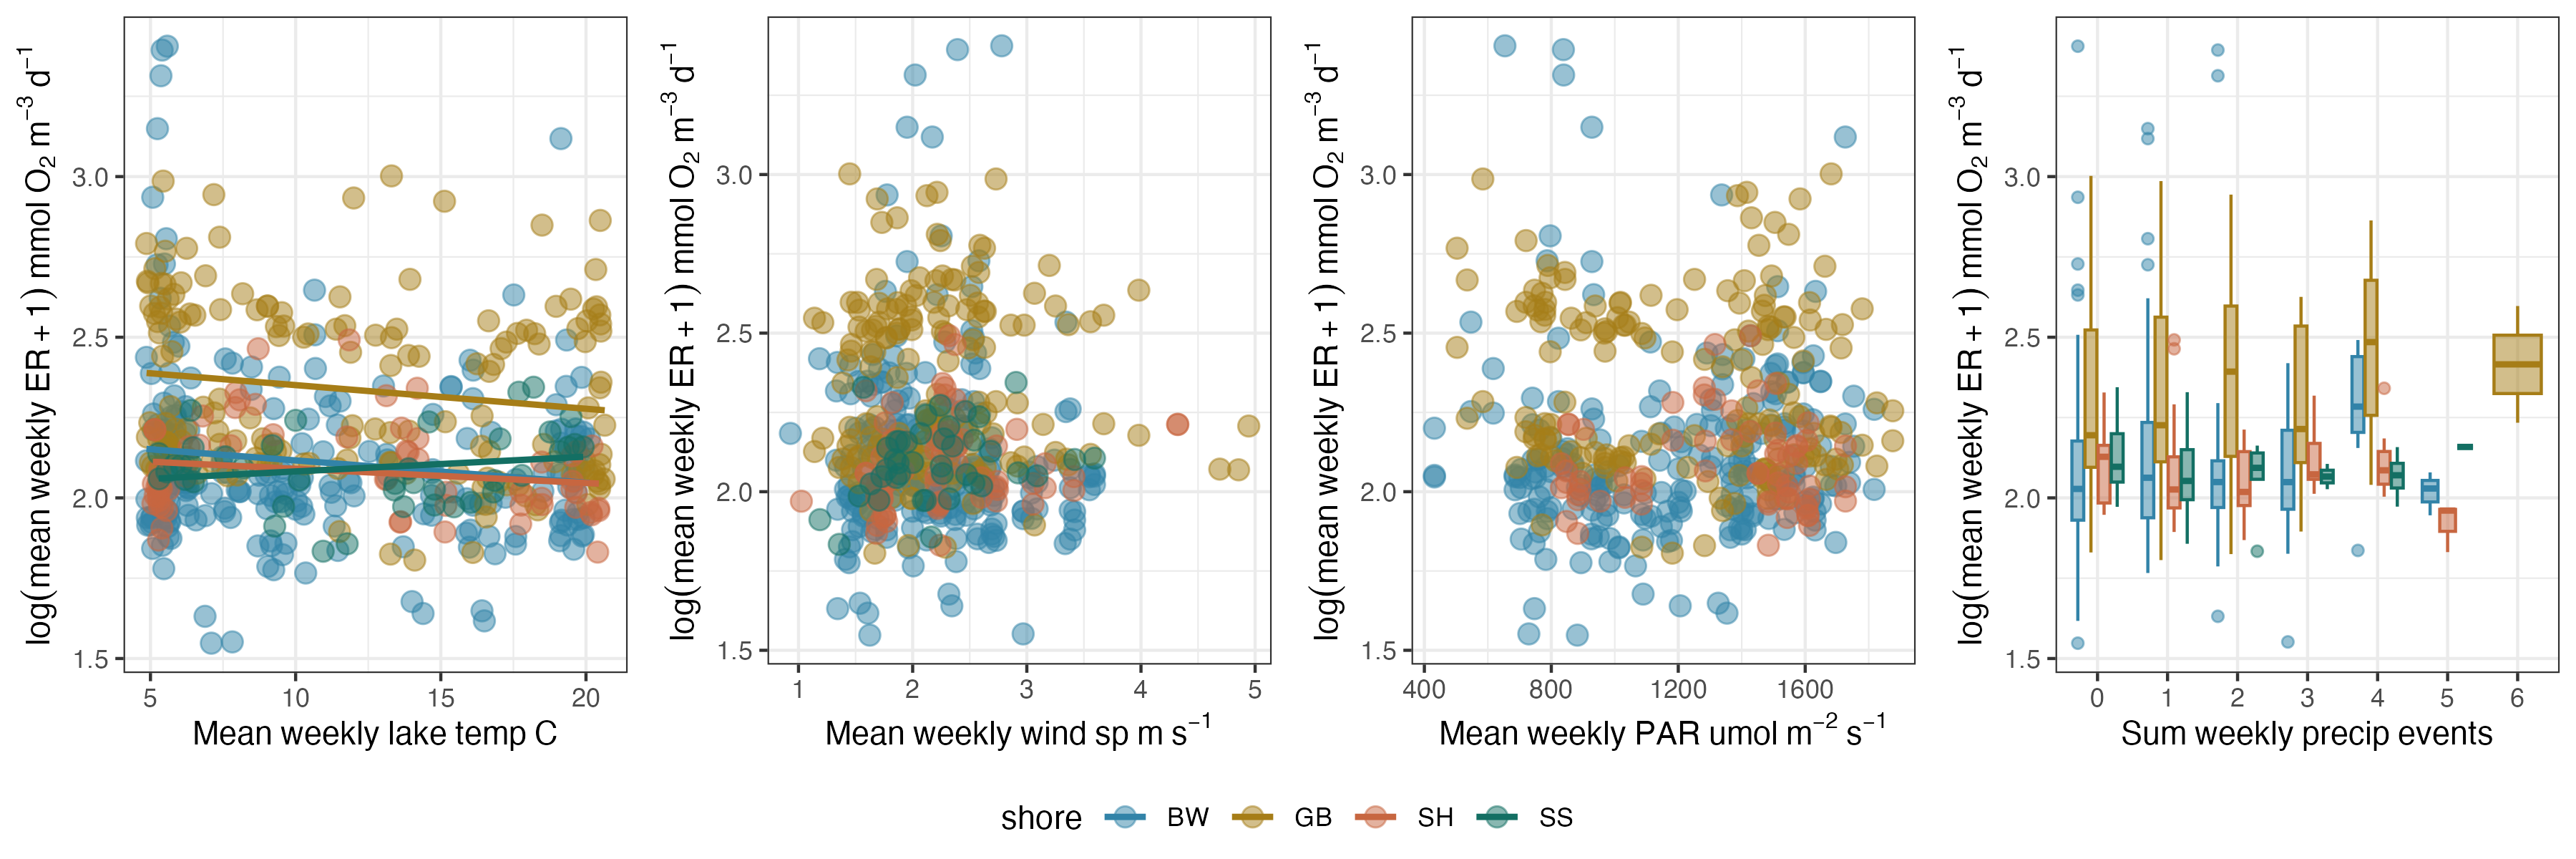 log(mean weekly ER + 1) mmol O₂ m⁻³ d⁻¹
3.0
2.5
2.0
1.5
5 10 15 20
Mean weekly lake temp C
log(mean weekly ER + 1) mmol O₂ m⁻³ d⁻¹
3.0
2.5
2.0
1.5
1 2 3 4 5
Mean weekly wind sp m s⁻¹
log(mean weekly ER + 1) mmol O₂ m⁻³ d⁻¹
3.0
2.5
2.0
1.5
400 800 1200 1600
Mean weekly PAR umol m⁻² s⁻¹
log(mean weekly ER + 1) mmol O₂ m⁻³ d⁻¹
3.0
2.5
2.0
1.5
0 1 2 3 4 5 6
Sum weekly precip events
shore BW GB SH SS